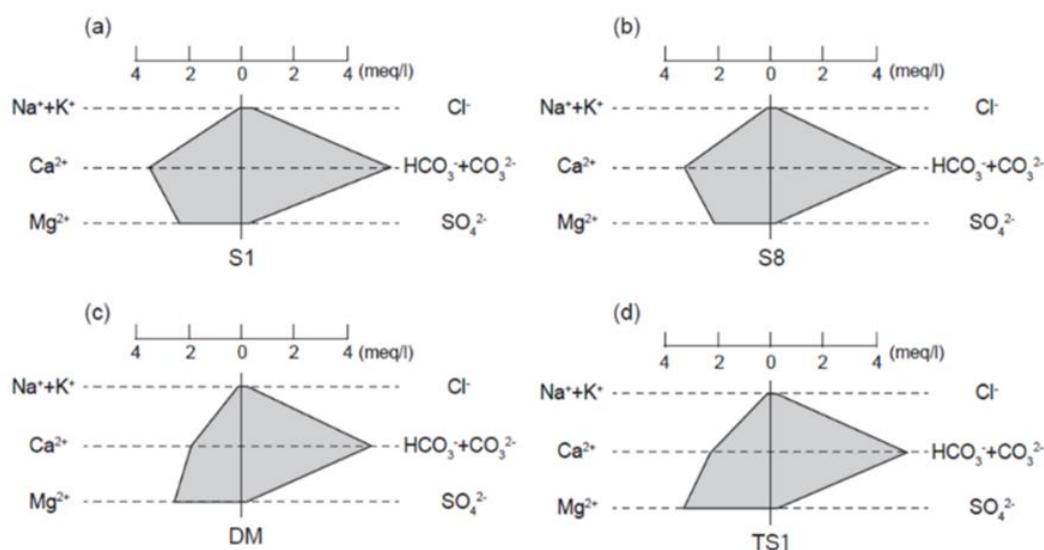 (a)
4 2 0 2 4 (meq/l)
Na⁺+K⁺ Cl⁻
Ca²⁺ HCO₃⁻+CO₃²⁻
Mg²⁺ SO₄²⁻
S1
(b)
4 2 0 2 4 (meq/l)
Na⁺+K⁺ Cl⁻
Ca²⁺ HCO₃⁻+CO₃²⁻
Mg²⁺ SO₄²⁻
S8
(c)
4 2 0 2 4 (meq/l)
Na⁺+K⁺ Cl⁻
Ca²⁺ HCO₃⁻+CO₃²⁻
Mg²⁺ SO₄²⁻
DM
(d)
4 2 0 2 4 (meq/l)
Na⁺+K⁺ Cl⁻
Ca²⁺ HCO₃⁻+CO₃²⁻
Mg²⁺ SO₄²⁻
TS1